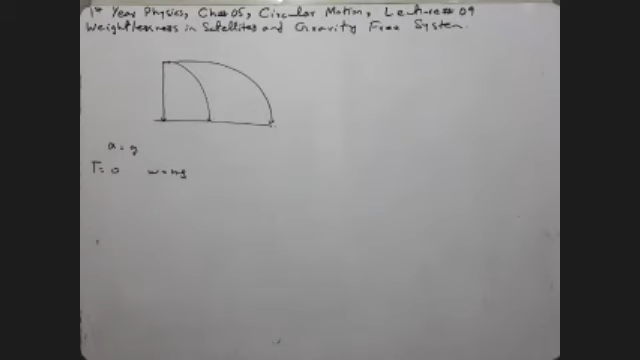 1st Year Physics, Ch#05, Circular Motion, Lecture# 09
Weightlessness in Satellites and Gravity Free System.
a = g
T = 0 w = mg